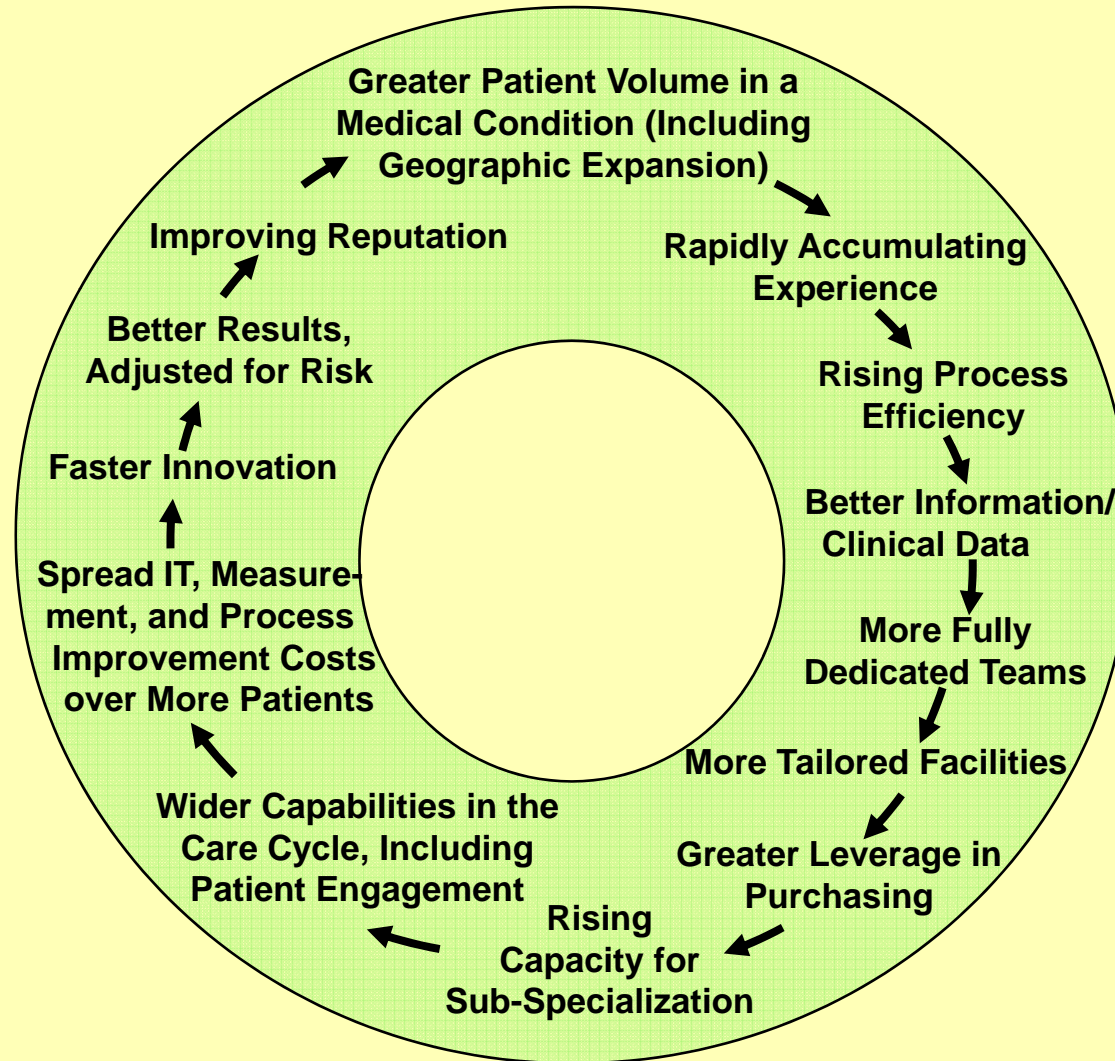 Greater Patient Volume in a
Medical Condition (Including
Geographic Expansion)
Rapidly Accumulating
Experience
Rising Process
Efficiency
Better Information/
Clinical Data
More Fully
Dedicated Teams
More Tailored Facilities
Greater Leverage in
Purchasing
Rising
Capacity for
Sub-Specialization
Wider Capabilities in the
Care Cycle, Including
Patient Engagement
Spread IT, Measure-
ment, and Process
Improvement Costs
over More Patients
Faster Innovation
Better Results,
Adjusted for Risk
Improving Reputation